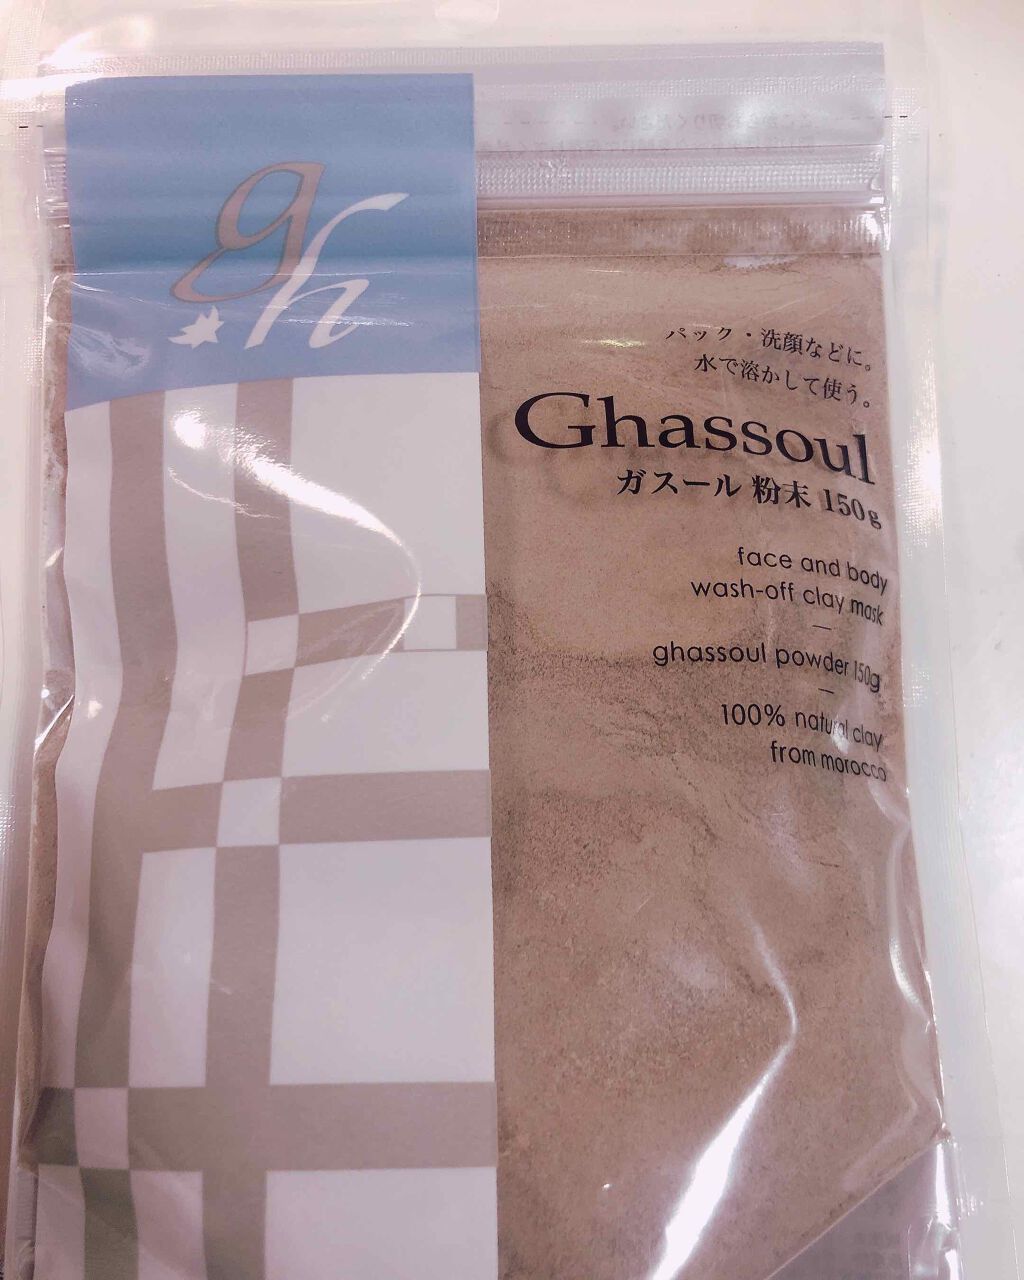 gh
パック・洗顔などに。
水で溶かして使う。
Ghassoul
ガスール 粉末 150g
face and body
wash-off clay mask
ghassoul powder 150g
100% natural clay
from morocco